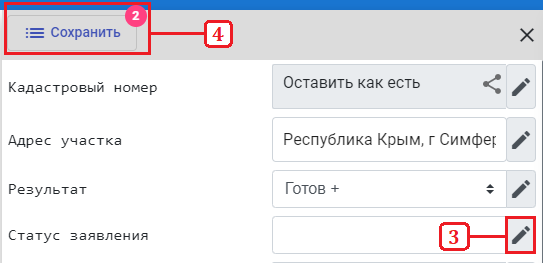 2
Сохранить
4
Кадастровый номер
Оставить как есть
Адрес участка
Республика Крым, г Симфер
Результат
Готов +
Статус заявления
3